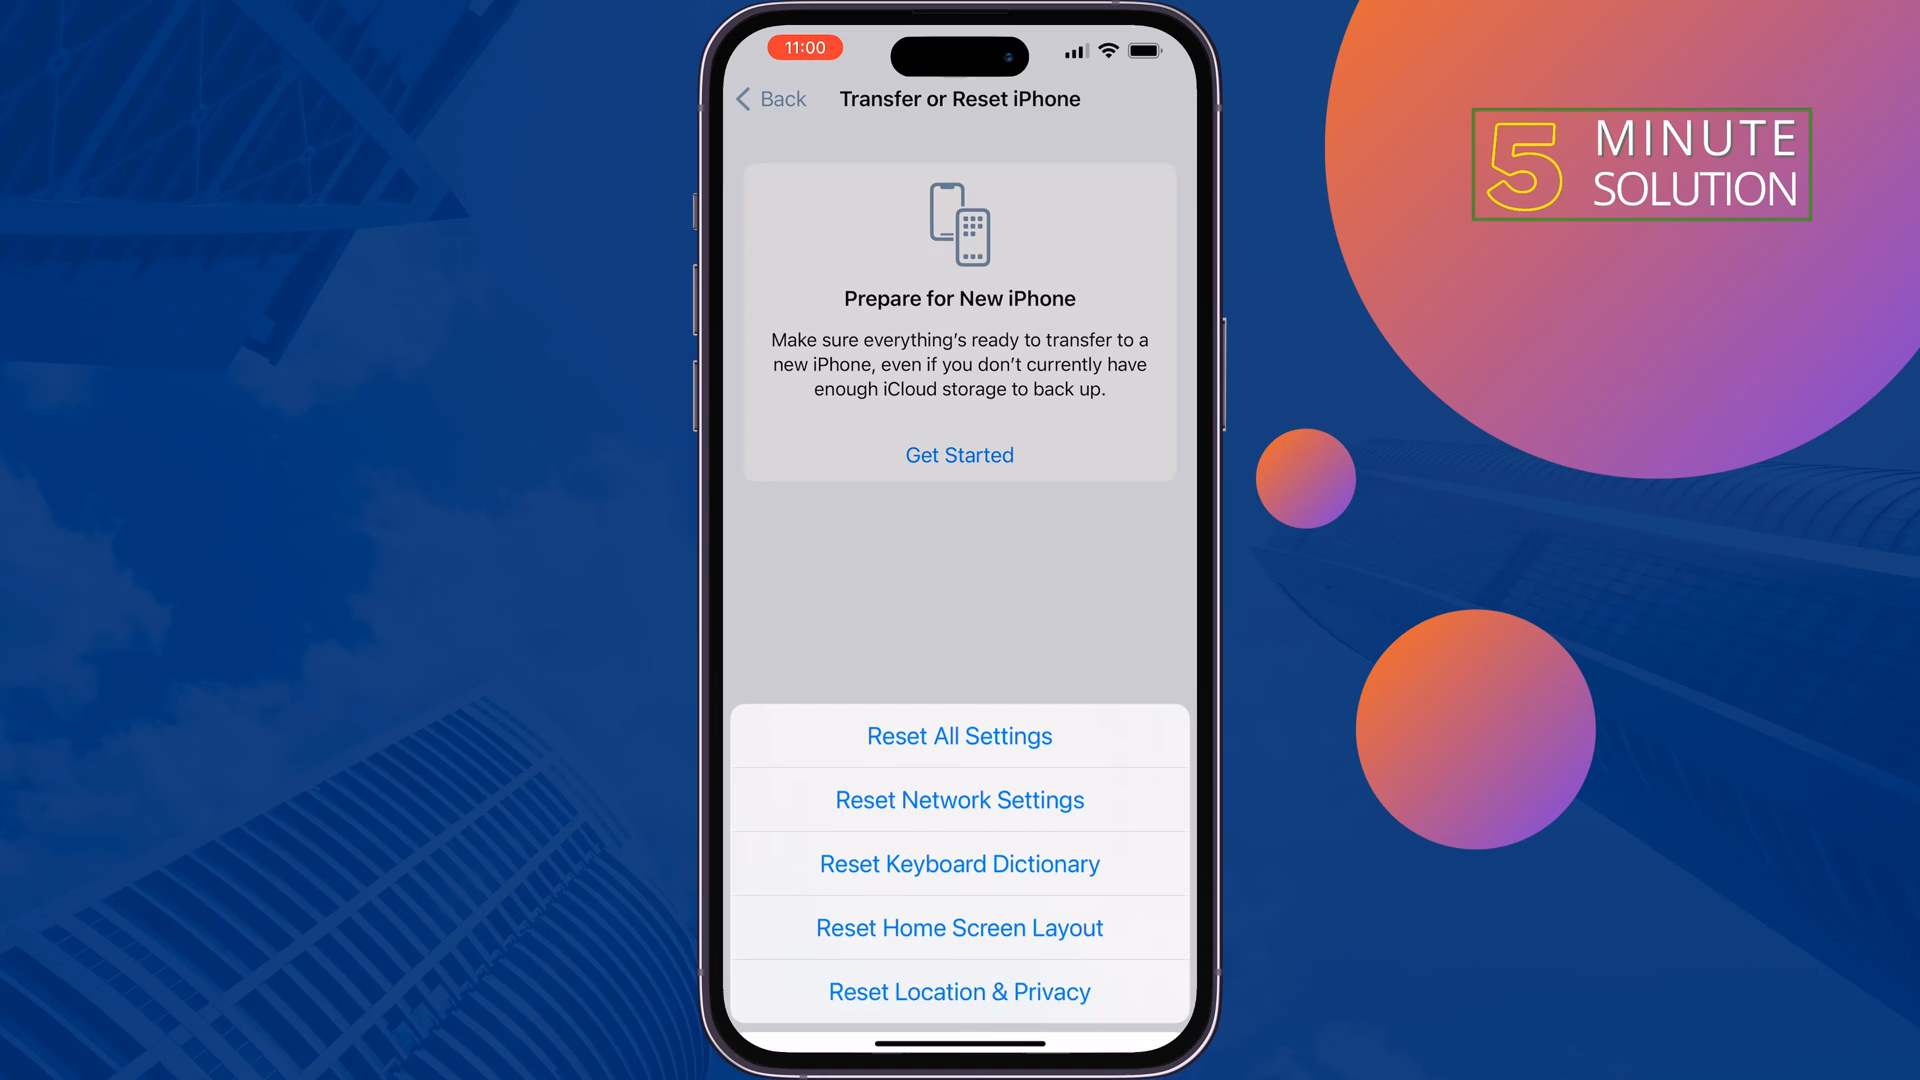 11:00
Back
Transfer or Reset iPhone
Prepare for New iPhone
Make sure everything's ready to transfer to a
new iPhone, even if you don't currently have
enough iCloud storage to back up.
Get Started
Reset All Settings
Reset Network Settings
Reset Keyboard Dictionary
Reset Home Screen Layout
Reset Location & Privacy
5 MINUTE
SOLUTION